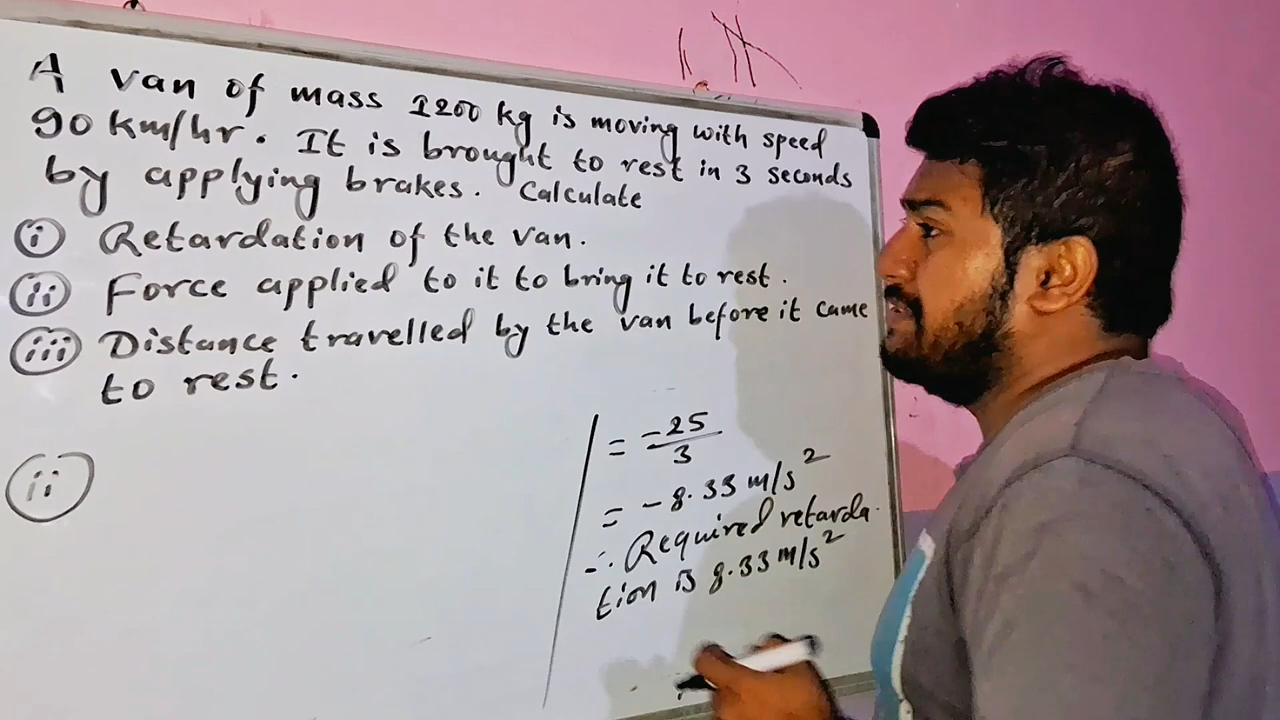 A van of mass 1200 kg is moving with speed
90 km/hr. It is brought to rest in 3 seconds
by applying brakes. Calculate
i Retardation of the van.
ii Force applied to it to bring it to rest.
iii Distance travelled by the van before it came
to rest.
ii
= -25/3
= -8.33 m/s²
∴ Required retarda-
tion is 8.33 m/s²